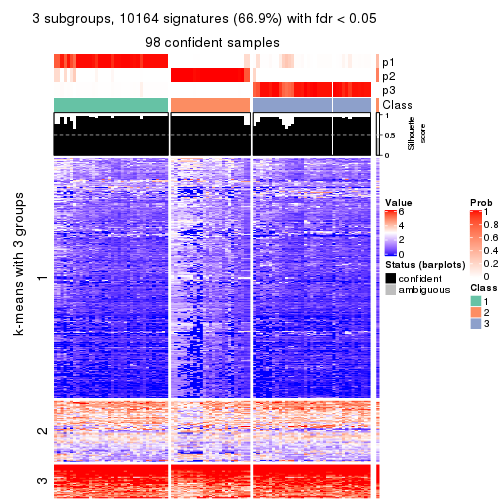 3 subgroups, 10164 signatures (66.9%) with fdr < 0.05
98 confident samples
p1
p2
p3
Class
1
0.5
0
Silhouette
score
k-means with 3 groups
1
2
3
Value
6
4
2
0
Status (barplots)
confident
ambiguous
Prob
1
0.8
0.6
0.4
0.2
0
Class
1
2
3